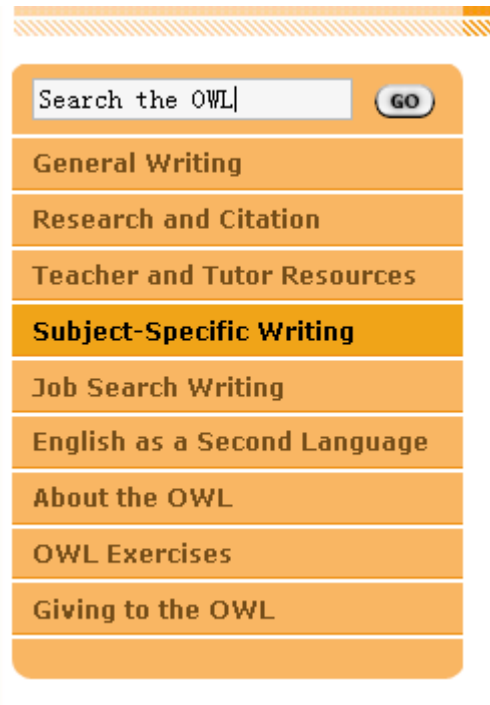 Search the OWL
GO
General Writing
Research and Citation
Teacher and Tutor Resources
Subject-Specific Writing
Job Search Writing
English as a Second Language
About the OWL
OWL Exercises
Giving to the OWL